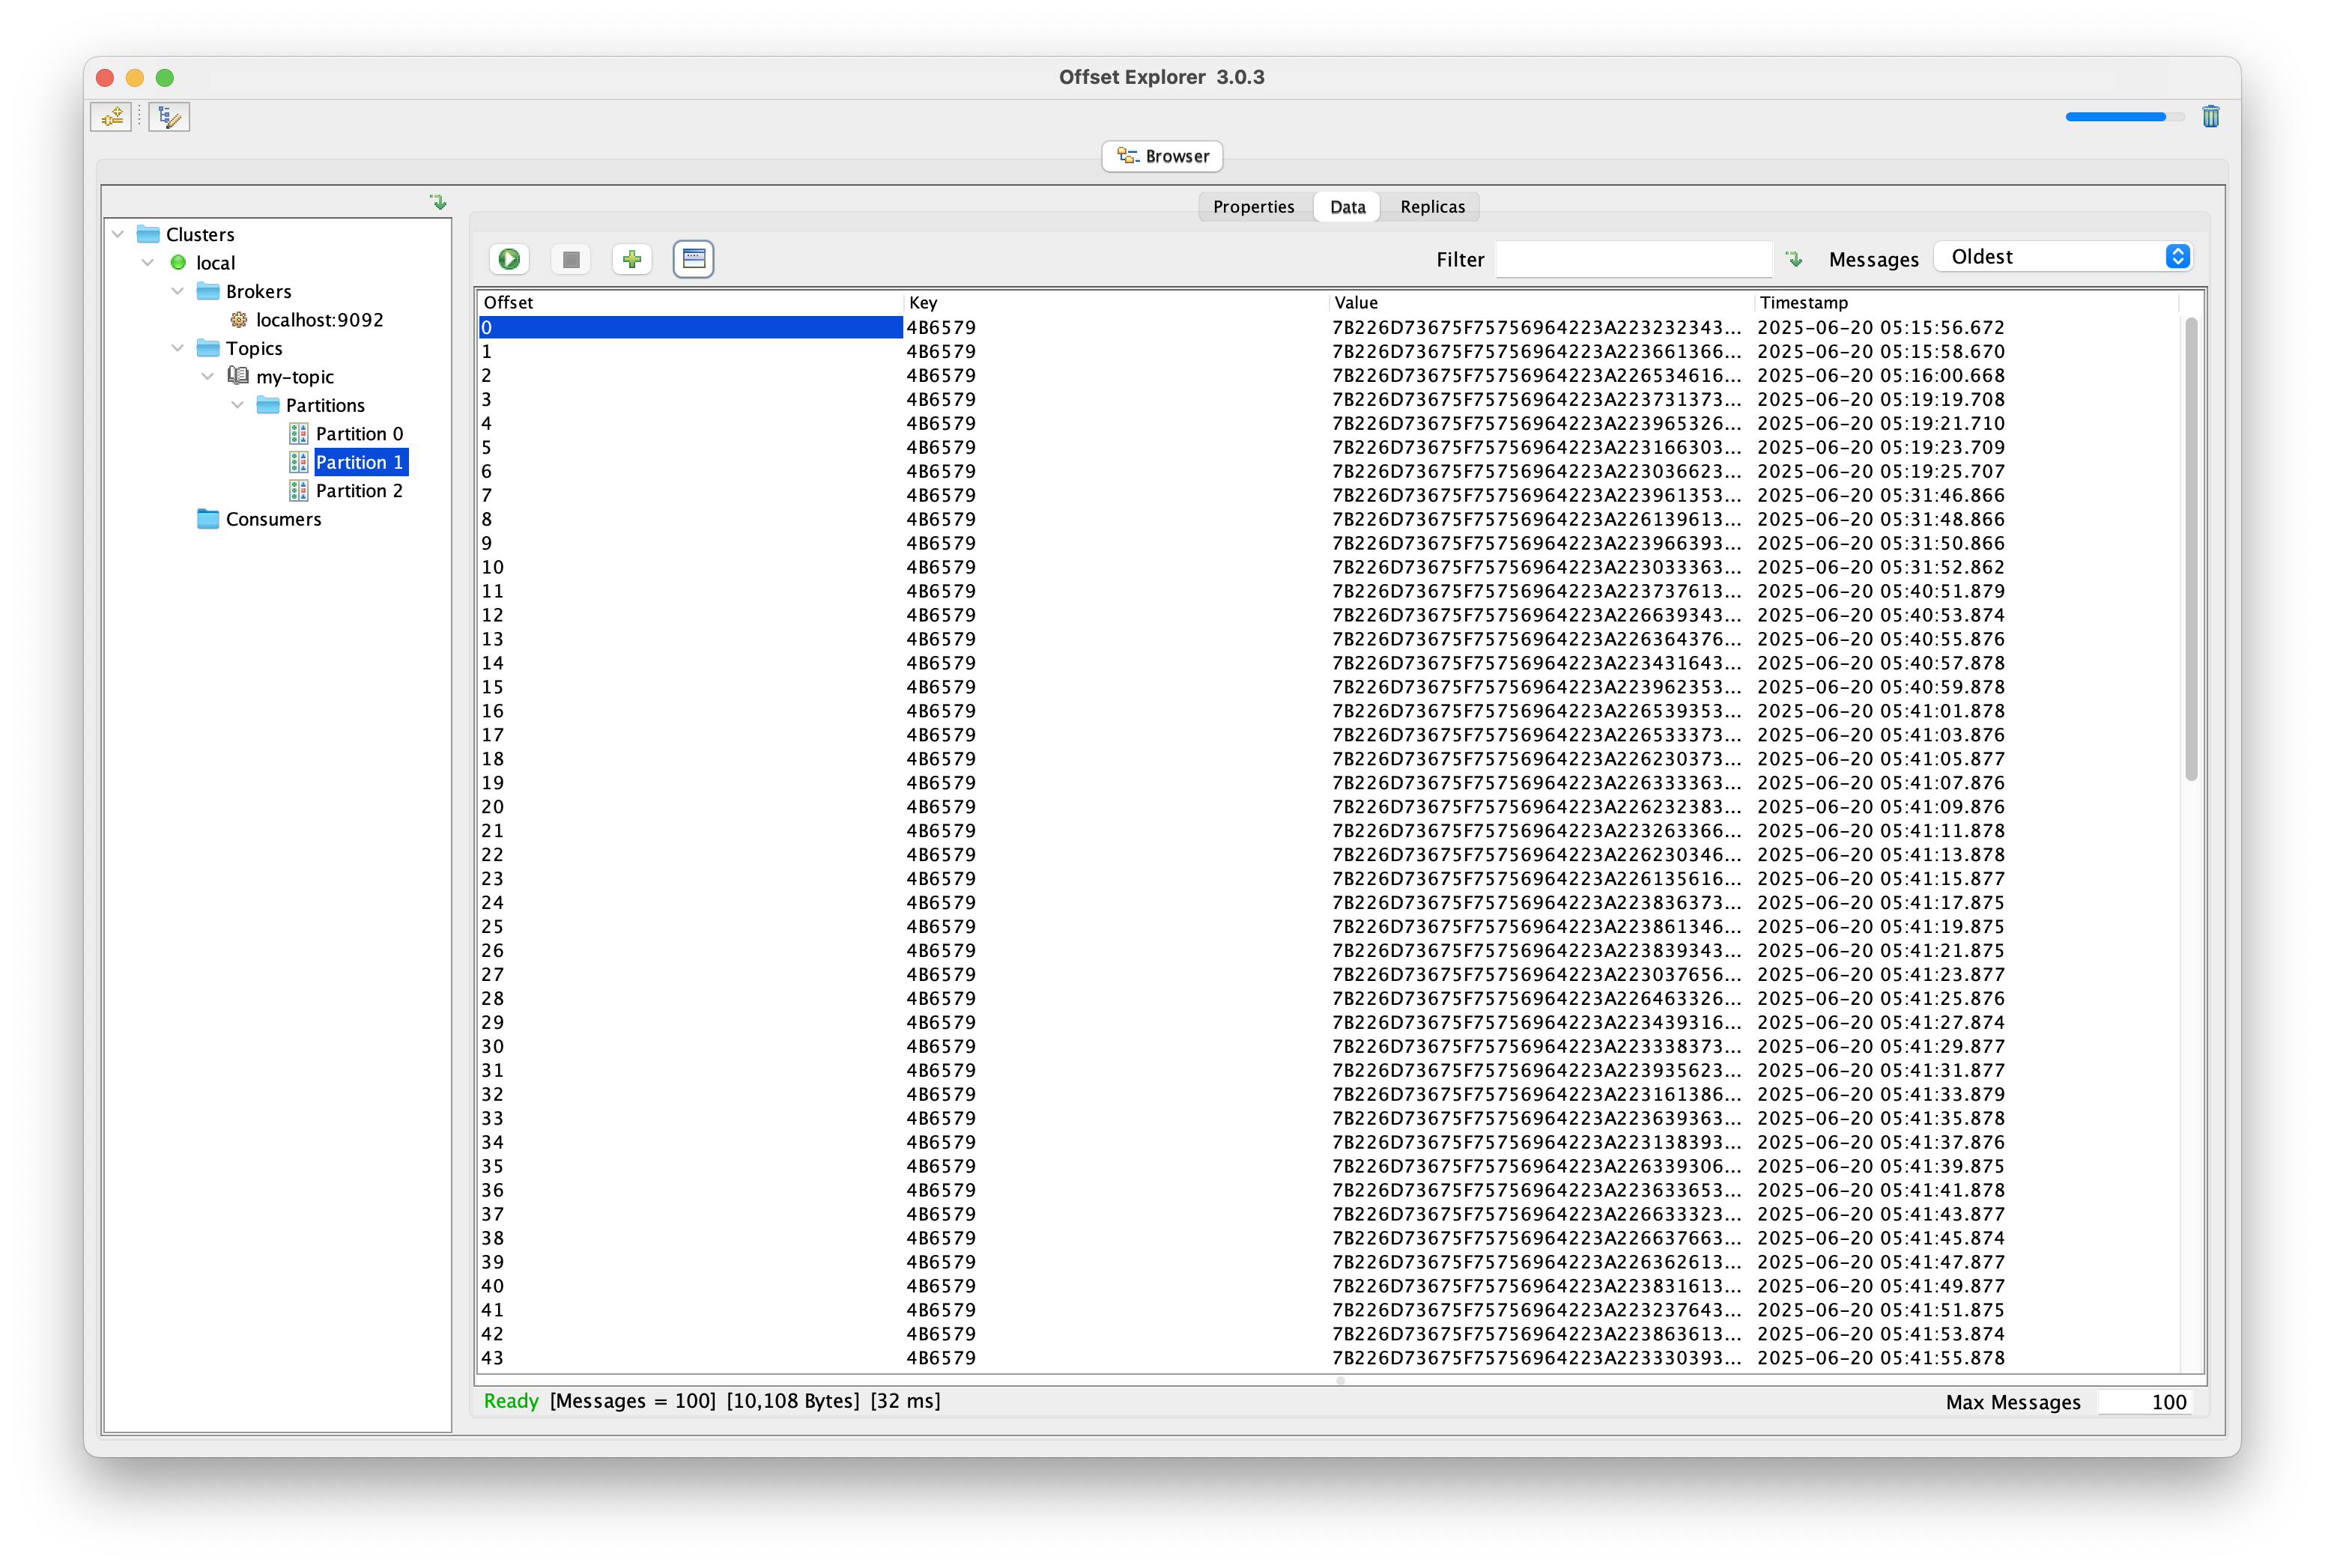 Offset Explorer  3.0.3
Browser
Clusters
local
Brokers
localhost:9092
Topics
my-topic
Partitions
Partition 0
Partition 1
Partition 2
Consumers
Properties Data Replicas
Filter Messages Oldest
Offset Key Value Timestamp
0 4B6579 7B226D73675F75756964223A223232343... 2025-06-20 05:15:56.672
1 4B6579 7B226D73675F75756964223A223661366... 2025-06-20 05:15:58.670
2 4B6579 7B226D73675F75756964223A226534616... 2025-06-20 05:16:00.668
3 4B6579 7B226D73675F75756964223A223731373... 2025-06-20 05:19:19.708
4 4B6579 7B226D73675F75756964223A223965326... 2025-06-20 05:19:21.710
5 4B6579 7B226D73675F75756964223A223166303... 2025-06-20 05:19:23.709
6 4B6579 7B226D73675F75756964223A223036623... 2025-06-20 05:19:25.707
7 4B6579 7B226D73675F75756964223A223961353... 2025-06-20 05:31:46.866
8 4B6579 7B226D73675F75756964223A226139613... 2025-06-20 05:31:48.866
9 4B6579 7B226D73675F75756964223A223966393... 2025-06-20 05:31:50.866
10 4B6579 7B226D73675F75756964223A223033363... 2025-06-20 05:31:52.862
11 4B6579 7B226D73675F75756964223A223737613... 2025-06-20 05:40:51.879
12 4B6579 7B226D73675F75756964223A226639343... 2025-06-20 05:40:53.874
13 4B6579 7B226D73675F75756964223A226364376... 2025-06-20 05:40:55.876
14 4B6579 7B226D73675F75756964223A223431643... 2025-06-20 05:40:57.878
15 4B6579 7B226D73675F75756964223A223962353... 2025-06-20 05:40:59.878
16 4B6579 7B226D73675F75756964223A226539353... 2025-06-20 05:41:01.878
17 4B6579 7B226D73675F75756964223A226533373... 2025-06-20 05:41:03.876
18 4B6579 7B226D73675F75756964223A226230373... 2025-06-20 05:41:05.877
19 4B6579 7B226D73675F75756964223A226333363... 2025-06-20 05:41:07.876
20 4B6579 7B226D73675F75756964223A226232383... 2025-06-20 05:41:09.876
21 4B6579 7B226D73675F75756964223A223263366... 2025-06-20 05:41:11.878
22 4B6579 7B226D73675F75756964223A226230346... 2025-06-20 05:41:13.878
23 4B6579 7B226D73675F75756964223A226135616... 2025-06-20 05:41:15.877
24 4B6579 7B226D73675F75756964223A223836373... 2025-06-20 05:41:17.875
25 4B6579 7B226D73675F75756964223A223861346... 2025-06-20 05:41:19.875
26 4B6579 7B226D73675F75756964223A223839343... 2025-06-20 05:41:21.875
27 4B6579 7B226D73675F75756964223A223037656... 2025-06-20 05:41:23.877
28 4B6579 7B226D73675F75756964223A226463326... 2025-06-20 05:41:25.876
29 4B6579 7B226D73675F75756964223A223439316... 2025-06-20 05:41:27.874
30 4B6579 7B226D73675F75756964223A223338373... 2025-06-20 05:41:29.877
31 4B6579 7B226D73675F75756964223A223935623... 2025-06-20 05:41:31.877
32 4B6579 7B226D73675F75756964223A223161386... 2025-06-20 05:41:33.879
33 4B6579 7B226D73675F75756964223A223639363... 2025-06-20 05:41:35.878
34 4B6579 7B226D73675F75756964223A223138393... 2025-06-20 05:41:37.876
35 4B6579 7B226D73675F75756964223A226339306... 2025-06-20 05:41:39.875
36 4B6579 7B226D73675F75756964223A223633653... 2025-06-20 05:41:41.878
37 4B6579 7B226D73675F75756964223A226633323... 2025-06-20 05:41:43.877
38 4B6579 7B226D73675F75756964223A226637663... 2025-06-20 05:41:45.874
39 4B6579 7B226D73675F75756964223A226362613... 2025-06-20 05:41:47.877
40 4B6579 7B226D73675F75756964223A223831613... 2025-06-20 05:41:49.877
41 4B6579 7B226D73675F75756964223A223237643... 2025-06-20 05:41:51.875
42 4B6579 7B226D73675F75756964223A223863613... 2025-06-20 05:41:53.874
43 4B6579 7B226D73675F75756964223A223330393... 2025-06-20 05:41:55.878
Ready [Messages = 100] [10,108 Bytes] [32 ms] Max Messages 100